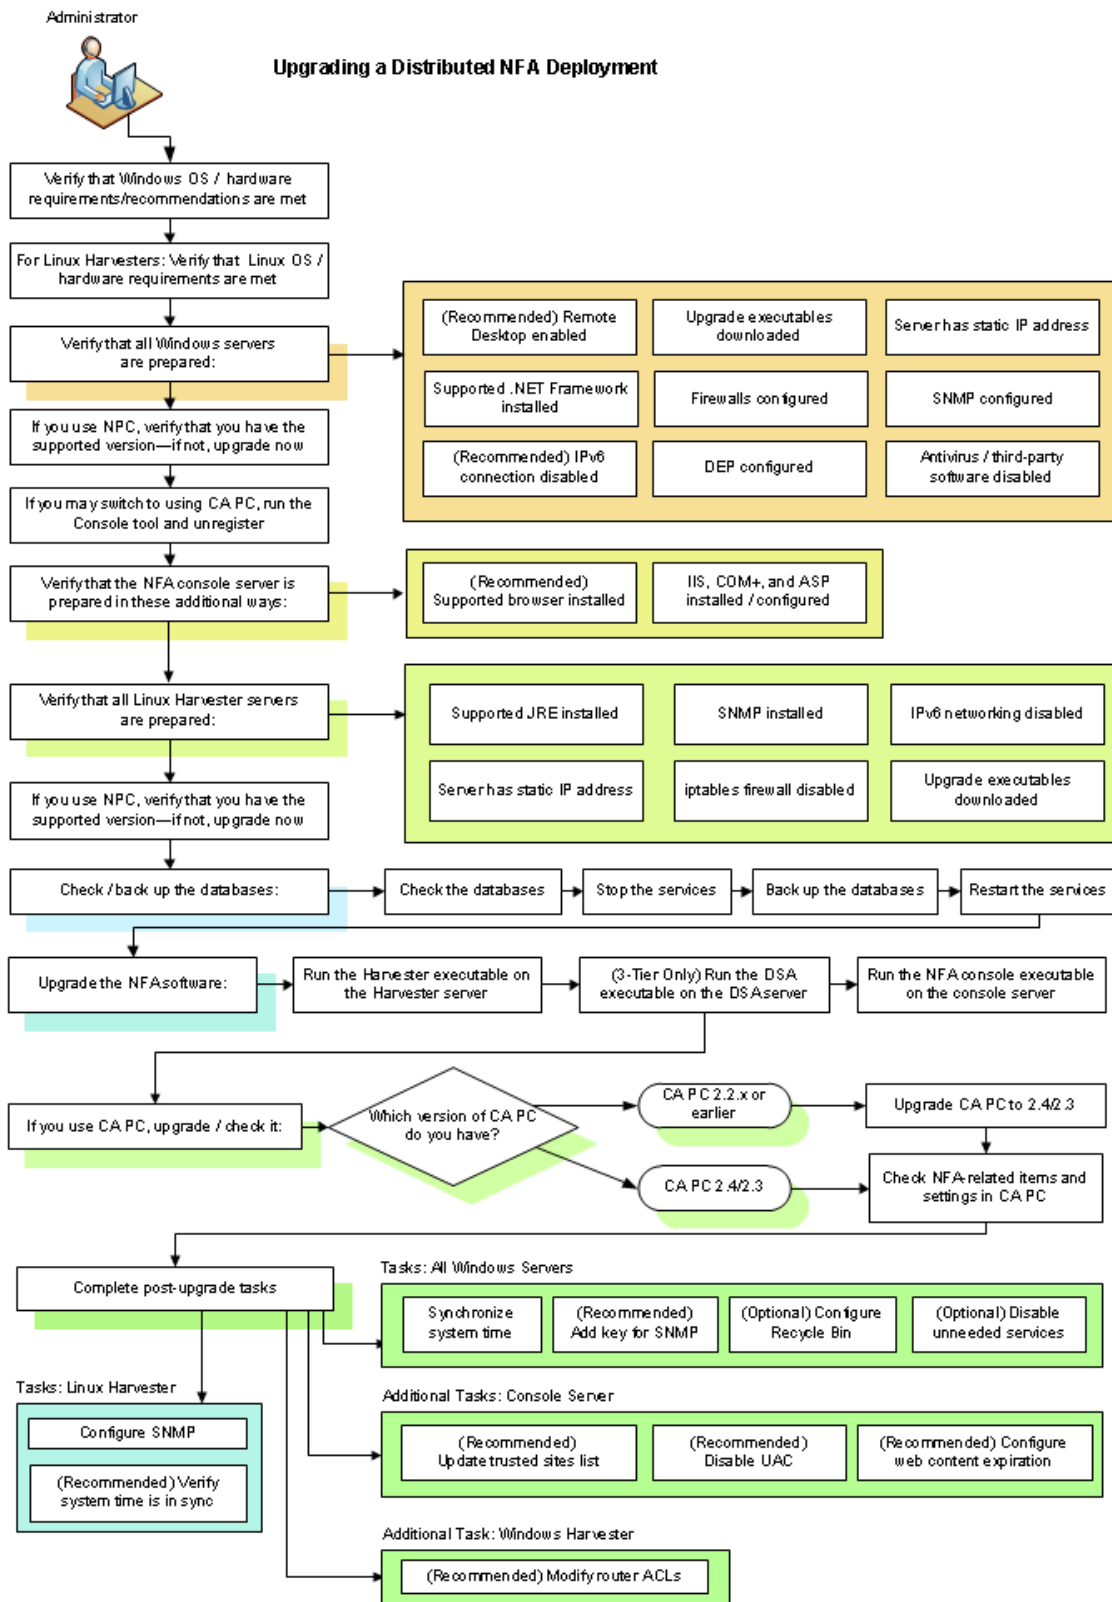 Administrator
Upgrading a Distributed NFA Deployment
Verify that Windows OS / hardware
requirements/recommendations are met
For Linux Harvesters: Verify that Linux OS /
hardware requirements are met
Verify that all Windows servers
are prepared:
(Recommended) Remote
Desktop enabled
Upgrade executables
downloaded
Server has static IP address
Supported .NET Framework
installed
Firewalls configured
SNMP configured
(Recommended) IPv6
connection disabled
DEP configured
Antivirus / third-party
software disabled
If you use NPC, verify that you have the
supported version—if not, upgrade now
If you may switch to using CA PC, run the
Console tool and unregister
Verify that the NFA console server is
prepared in these additional ways:
(Recommended)
Supported browser installed
IIS, COM+, and ASP
installed / configured
Verify that all Linux Harvester servers
are prepared:
Supported JRE installed
SNMP installed
IPv6 networking disabled
Server has static IP address
iptables firewall disabled
Upgrade executables
downloaded
If you use NPC, verify that you have the
supported version—if not, upgrade now
Check / back up the databases:
Check the databases
Stop the services
Back up the databases
Restart the services
Upgrade the NFA software:
Run the Harvester executable on
the Harvester server
(3-Tier Only) Run the DSA
executable on the DSA server
Run the NFA console executable
on the console server
If you use CA PC, upgrade / check it:
Which version of CA PC
do you have?
CA PC 2.2.x or
earlier
Upgrade CA PC to 2.4/2.3
CA PC 2.4/2.3
Check NFA-related items and
settings in CA PC
Complete post-upgrade tasks
Tasks: All Windows Servers
Synchronize
system time
(Recommended)
Add key for SNMP
(Optional) Configure
Recycle Bin
(Optional) Disable
unneeded services
Tasks: Linux Harvester
Configure SNMP
(Recommended) Verify
system time is in sync
Additional Tasks: Console Server
(Recommended)
Update trusted sites list
(Recommended)
Disable UAC
(Recommended) Configure
web content expiration
Additional Task: Windows Harvester
(Recommended) Modify router ACLs